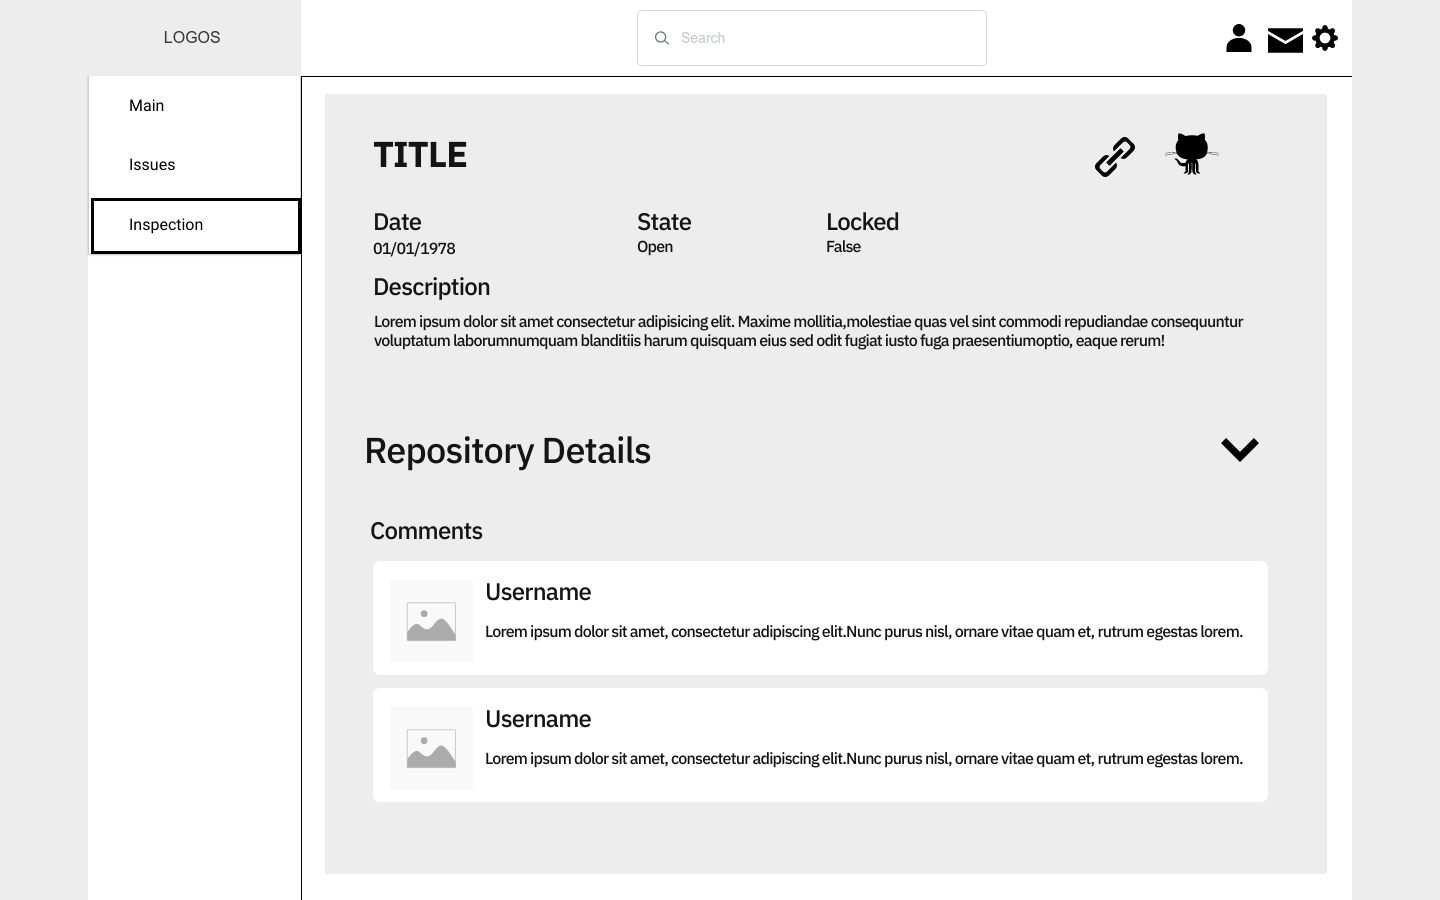 LOGOS
Search
Main
Issues
Inspection
TITLE
Date
State
Locked
01/01/1978
Open
False
Description
Lorem ipsum dolor sit amet consectetur adipisicing elit. Maxime mollitia,molestiae quas vel sint commodi repudiandae consequuntur
voluptatum laborumnumquam blanditiis harum quisquam eius sed odit fugiat iusto fuga praesentiumoptio, eaque rerum!
Repository Details
Comments
Username
Lorem ipsum dolor sit amet, consectetur adipiscing elit.Nunc purus nisl, ornare vitae quam et, rutrum egestas lorem.
Username
Lorem ipsum dolor sit amet, consectetur adipiscing elit.Nunc purus nisl, ornare vitae quam et, rutrum egestas lorem.